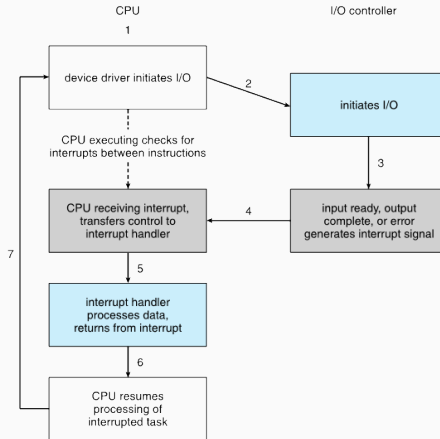 CPU
I/O controller
1
device driver initiates I/O
2
initiates I/O
CPU executing checks for
interrupts between instructions
3
CPU receiving interrupt,
transfers control to
interrupt handler
4
input ready, output
complete, or error
generates interrupt signal
7
5
interrupt handler
processes data,
returns from interrupt
6
CPU resumes
processing of
interrupted task